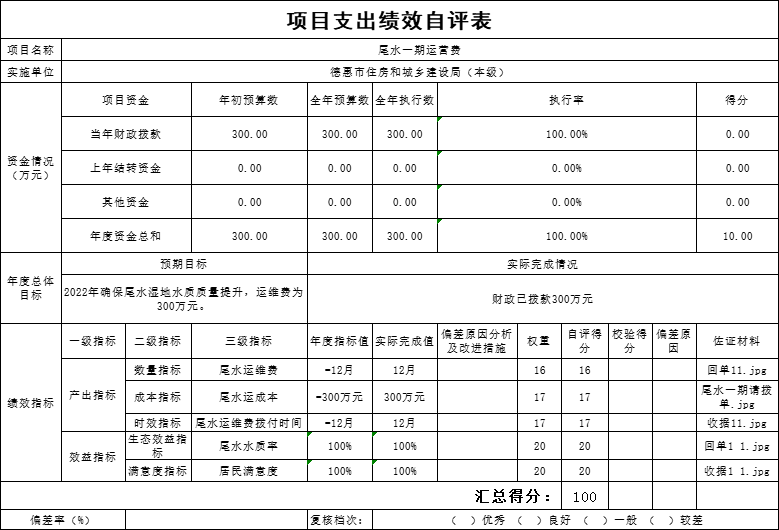 项目支出绩效自评表
项目名称 尾水一期运营费
实施单位 德惠市住房和城乡建设局（本级）
资金情况（万元） 项目资金 年初预算数 全年预算数 全年执行数 执行率 得分
当年财政拨款 300.00 300.00 300.00 100.00% 0.00
上年结转资金 0.00 0.00 0.00 0.00% 0.00
其他资金 0.00 0.00 0.00 0.00% 0.00
年度资金总和 300.00 300.00 300.00 100.00% 10.00
年度总体目标 预期目标 实际完成情况
2022年确保尾水湿地水质质量提升，运维费为300万元。 财政已拨款300万元
绩效指标 一级指标 二级指标 三级指标 年度指标值 实际完成值 偏差原因分析及改进措施 权重 自评得分 校验得分 偏差原因 佐证材料
产出指标 数量指标 尾水运维费 -12月 12月 16 16 回单11.jpg
成本指标 尾水运成本 -300万元 300万元 17 17 尾水一期请拨单.jpg
时效指标 尾水运维费拨付时间 -12月 12月 17 17 收据11.jpg
效益指标 生态效益指标 尾水水质率 100% 100% 20 20 回单1 1.jpg
满意度指标 居民满意度 100% 100% 20 20 收据1 1.jpg
汇总得分： 100
偏差率（%） 复核档次： （ ）优秀 （ ）良好 （ ）一般 （ ）较差